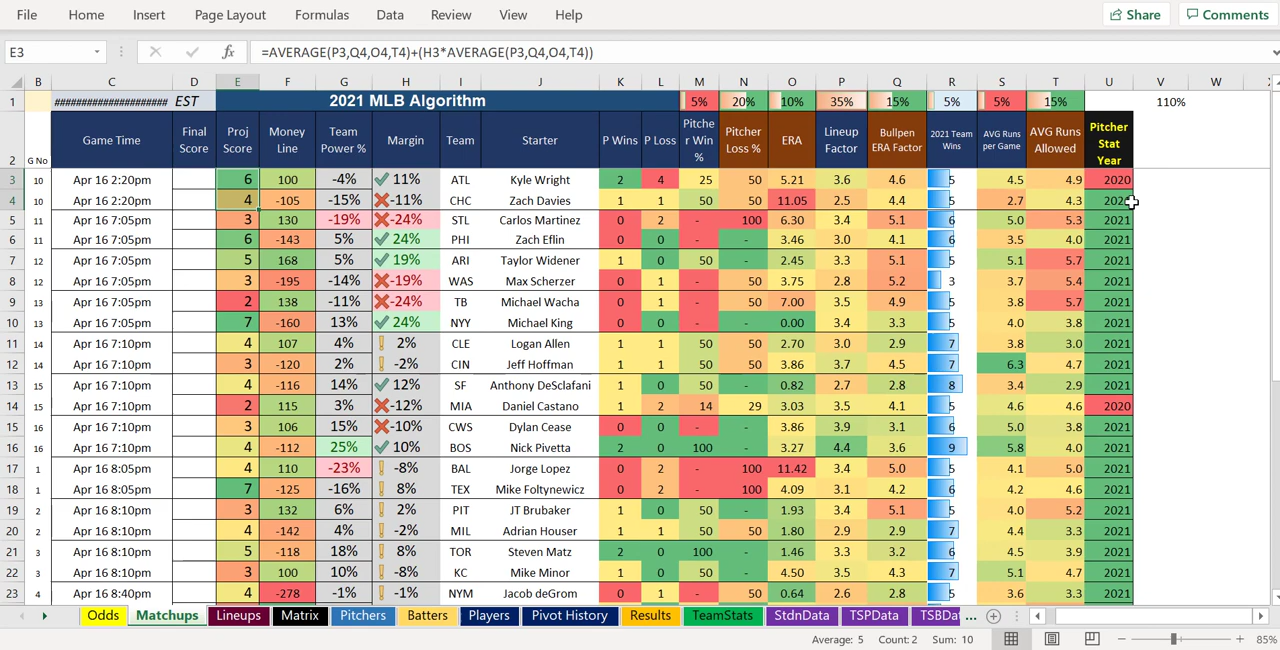 File Home Insert Page Layout Formulas Data Review View Help Share Comments
E3 fx =AVERAGE(P3,Q4,O4,T4)+(H3*AVERAGE(P3,Q4,O4,T4))
B C D E F G H I J K L M N O P Q R S T U V W
1 #################### EST 2021 MLB Algorithm 5% 20% 10% 35% 15% 5% 5% 15% 110%
2 G No Game Time Final Score Proj Score Money Line Team Power % Margin Team Starter P Wins P Loss Pitcher Win % Pitcher Loss % ERA Lineup Factor Bullpen ERA Factor 2021 Team Wins AVG Runs per Game AVG Runs Allowed Pitcher Stat Year
3 10 Apr 16 2:20pm 6 100 -4% 11% ATL Kyle Wright 2 4 25 50 5.21 3.6 4.6 5 4.5 4.9 2020
4 10 Apr 16 2:20pm 4 -105 -15% -11% CHC Zach Davies 1 1 50 50 11.05 2.5 4.4 5 2.7 4.3 202
5 11 Apr 16 7:05pm 3 130 -19% -24% STL Carlos Martinez 0 2 - 100 6.30 3.4 5.1 6 5.0 5.3 2021
6 11 Apr 16 7:05pm 6 -143 5% 24% PHI Zach Eflin 0 0 - - 3.46 3.0 4.1 6 3.5 4.0 2021
7 12 Apr 16 7:05pm 5 168 5% 19% ARI Taylor Widener 1 0 50 - 2.45 3.3 5.1 5 5.1 5.7 2021
8 12 Apr 16 7:05pm 3 -195 -14% -19% WAS Max Scherzer 0 1 - 50 3.75 2.8 5.2 3 3.7 5.4 2021
9 13 Apr 16 7:05pm 2 138 -11% -24% TB Michael Wacha 0 1 - 50 7.00 3.5 4.9 5 3.8 5.7 2021
10 13 Apr 16 7:05pm 7 -160 13% 24% NYY Michael King 0 0 - - 0.00 3.4 3.3 5 4.0 3.8 2021
11 14 Apr 16 7:10pm 4 107 4% 2% CLE Logan Allen 1 1 50 50 2.70 3.0 2.9 7 3.8 3.0 2021
12 14 Apr 16 7:10pm 3 -120 2% -2% CIN Jeff Hoffman 1 1 50 50 3.86 3.7 4.5 7 6.3 4.7 2021
13 15 Apr 16 7:10pm 4 -116 14% 12% SF Anthony DeSclafani 1 0 50 - 0.82 2.7 2.8 8 3.4 2.9 2021
14 15 Apr 16 7:10pm 2 115 3% -12% MIA Daniel Castano 1 2 14 29 3.03 3.5 4.1 5 4.6 4.6 2020
15 16 Apr 16 7:10pm 3 106 15% -10% CWS Dylan Cease 0 0 - - 3.86 3.9 3.1 6 5.0 3.8 2021
16 16 Apr 16 7:10pm 4 -112 25% 10% BOS Nick Pivetta 2 0 100 - 3.27 4.4 3.6 9 5.8 4.0 2021
17 1 Apr 16 8:05pm 4 110 -23% -8% BAL Jorge Lopez 0 2 - 100 11.42 3.4 5.0 5 4.1 5.0 2021
18 1 Apr 16 8:05pm 7 -125 -16% 8% TEX Mike Foltynewicz 0 2 - 100 4.09 3.1 4.2 6 4.2 4.6 2021
19 2 Apr 16 8:10pm 3 132 6% 2% PIT JT Brubaker 1 0 50 - 1.93 3.4 5.1 6 4.0 5.2 2021
20 2 Apr 16 8:10pm 4 -142 4% -2% MIL Adrian Houser 1 1 50 50 1.80 2.9 2.9 7 4.4 3.3 2021
21 3 Apr 16 8:10pm 5 -118 18% 8% TOR Steven Matz 2 0 100 - 1.46 3.3 3.2 6 4.5 3.9 2021
22 3 Apr 16 8:10pm 3 100 10% -8% KC Mike Minor 1 0 50 - 4.50 3.5 4.3 7 5.1 4.7 2021
23 4 Apr 16 8:40pm 4 -278 -1% -1% NYM Jacob deGrom 0 1 - 50 0.64 2.6 2.8 5 3.6 3.5 2021
Odds Matchups Lineups Matrix Pitchers Batters Players Pivot History Results TeamStats StdnData TSPData TSBDat ...
Average: 5 Count: 2 Sum: 10 85%